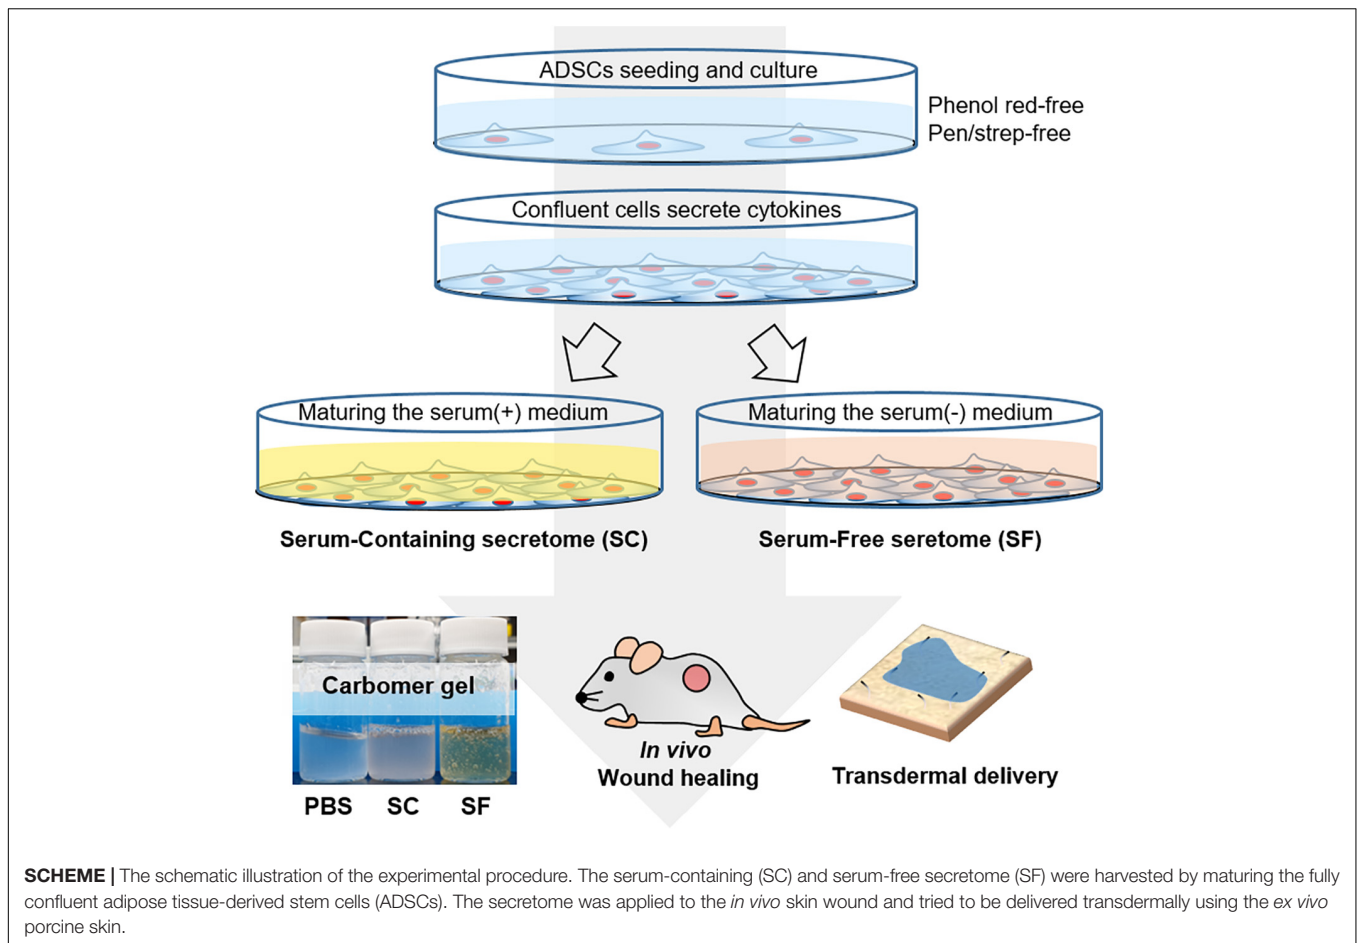 ADSCs seeding and culture
Phenol red-free
Pen/strep-free
Confluent cells secrete cytokines
Maturing the serum(+) medium
Maturing the serum(-) medium
Serum-Containing secretome (SC)
Serum-Free seretome (SF)
Carbomer gel
PBS SC SF
In vivo
Wound healing
Transdermal delivery
SCHEME | The schematic illustration of the experimental procedure. The serum-containing (SC) and serum-free secretome (SF) were harvested by maturing the fully
confluent adipose tissue-derived stem cells (ADSCs). The secretome was applied to the in vivo skin wound and tried to be delivered transdermally using the ex vivo
porcine skin.